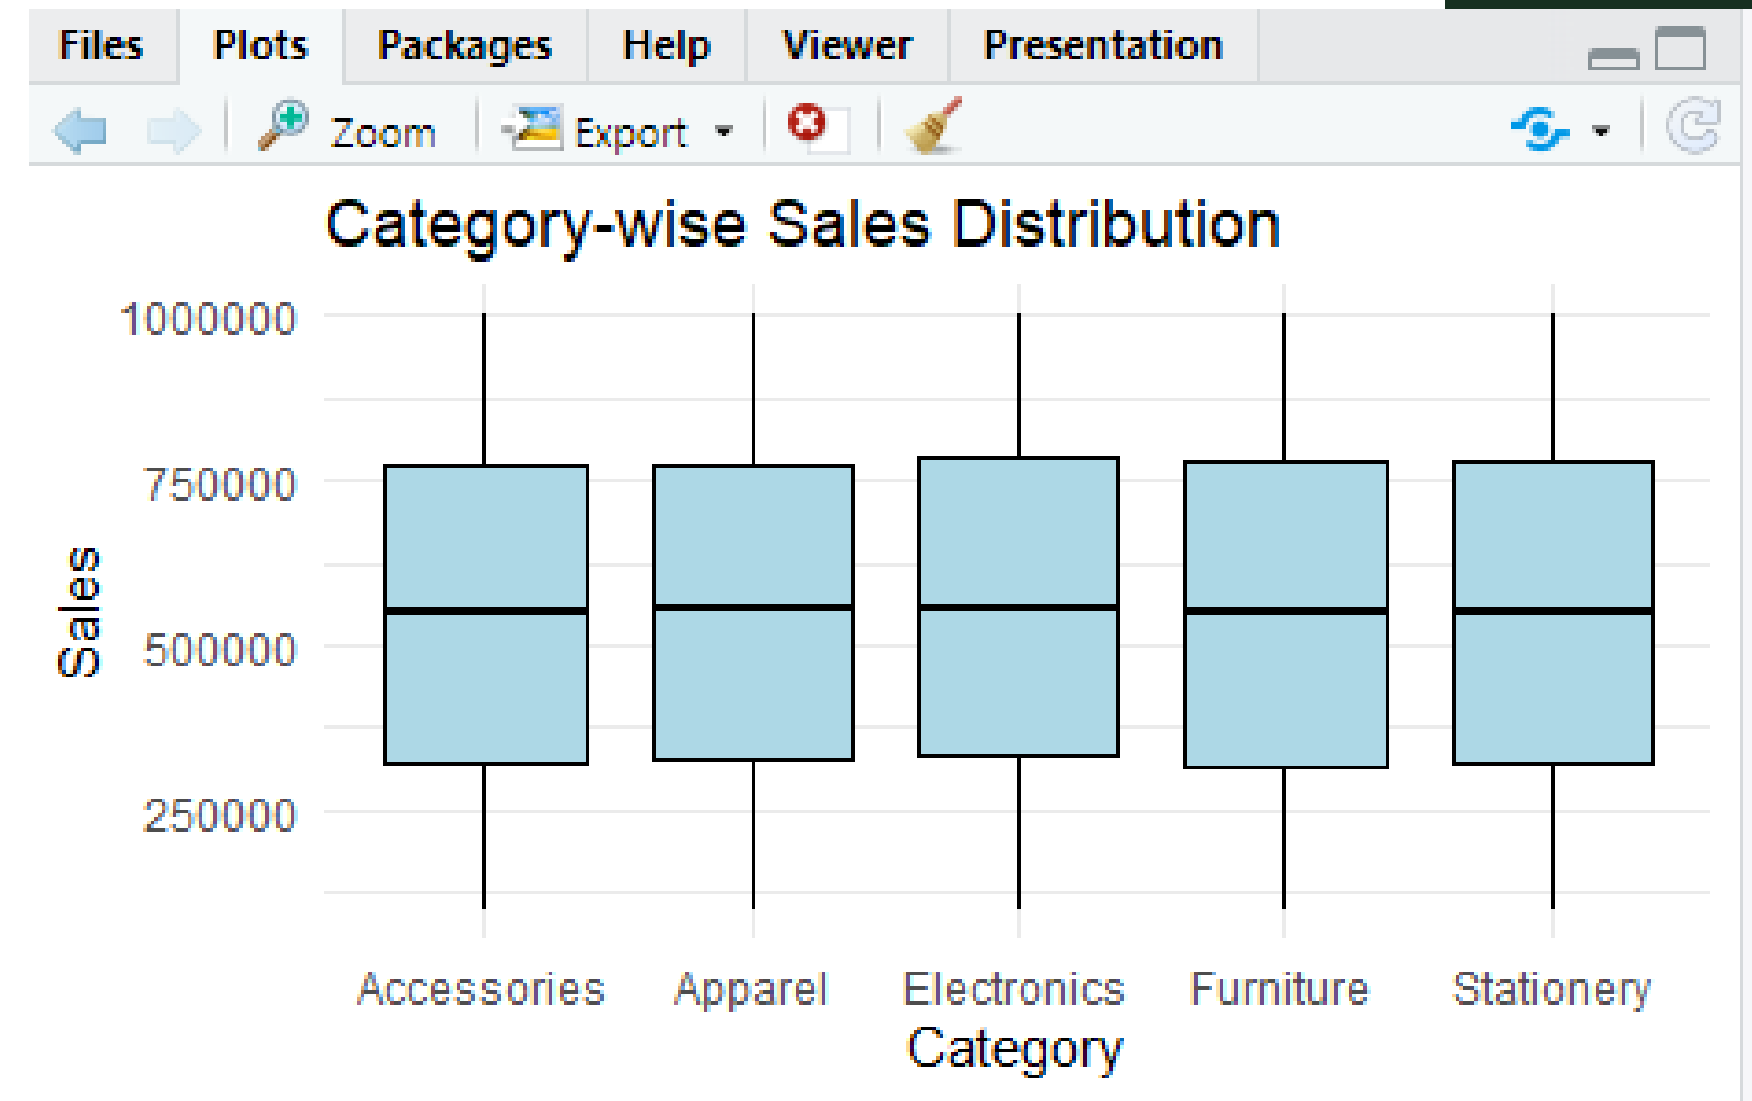 Files Plots Packages Help Viewer Presentation
Zoom Export
Category-wise Sales Distribution
1000000
750000
500000
250000
Sales
Accessories Apparel Electronics Furniture Stationery
Category